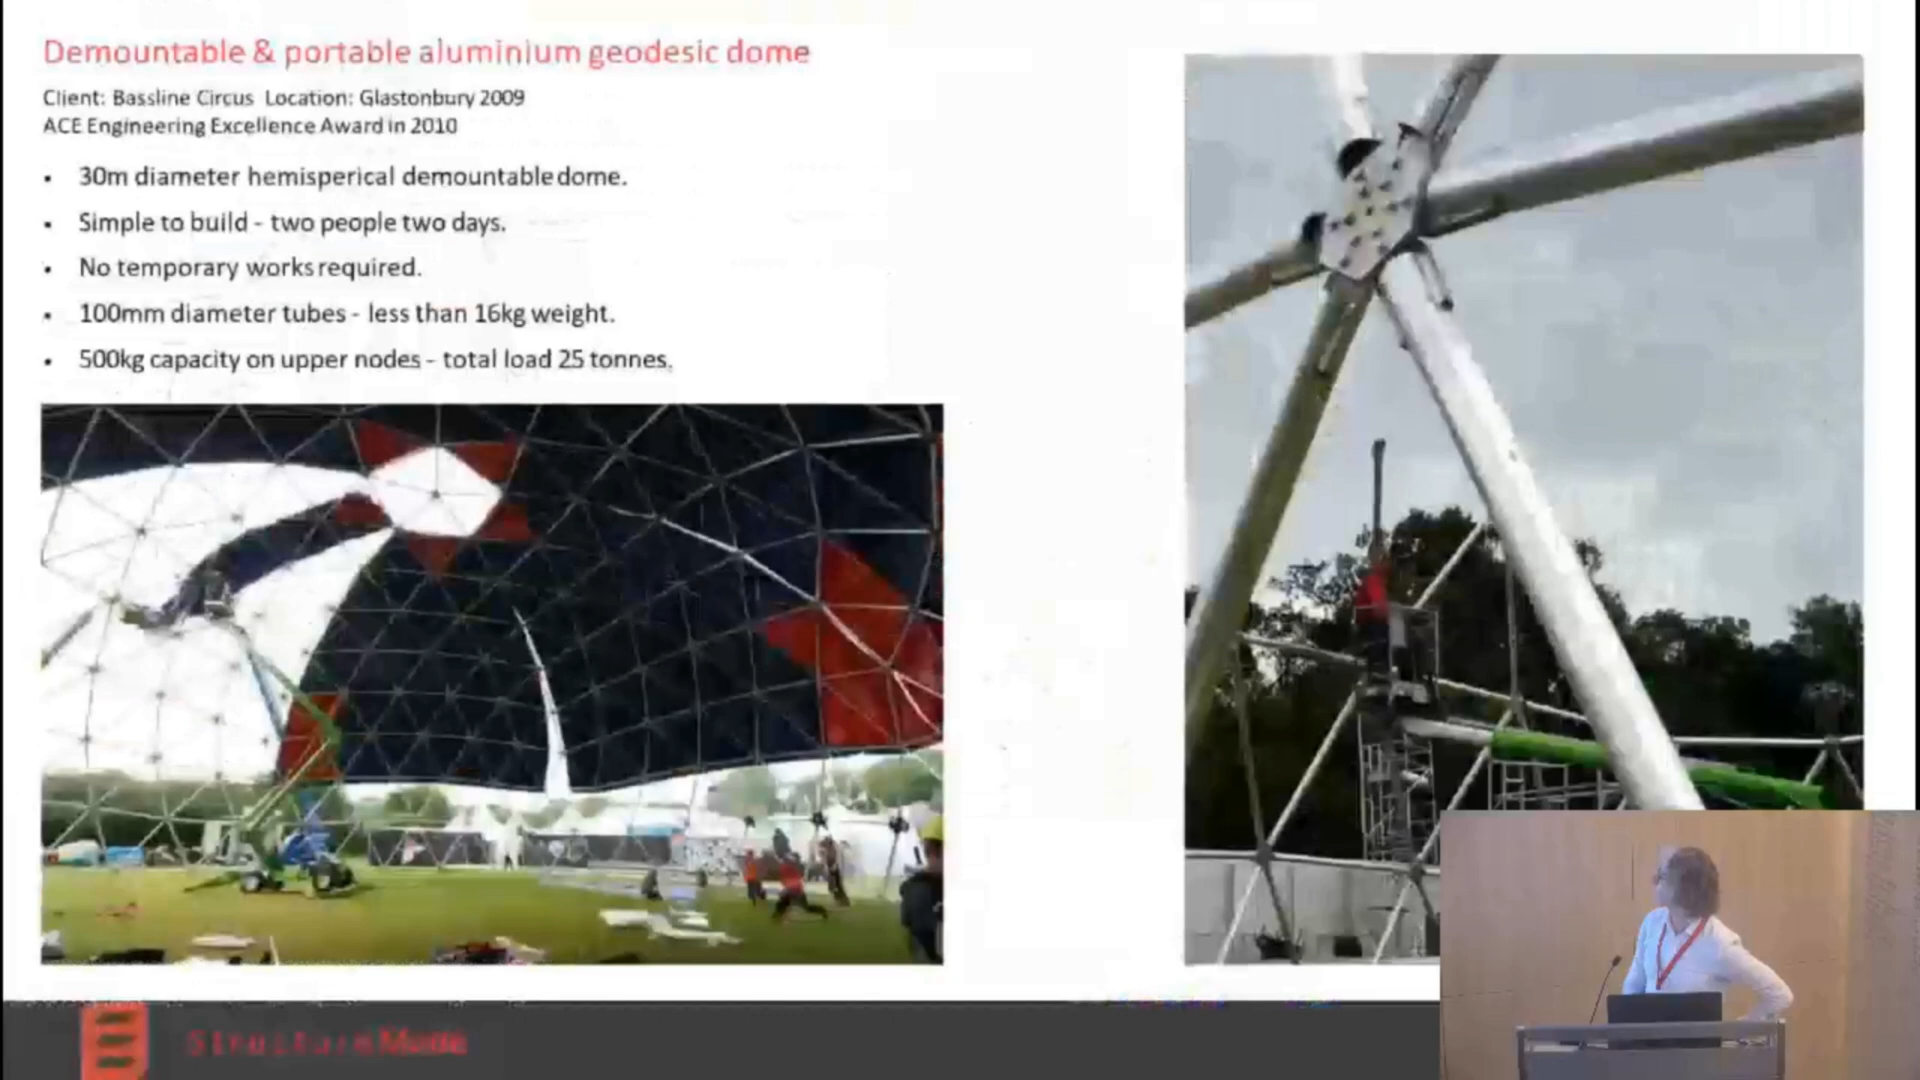 Demountable & portable aluminium geodesic dome
Client: Bassline Circus Location: Glastonbury 2009
ACE Engineering Excellence Award in 2010
• 30m diameter hemisperical demountable dome.
• Simple to build - two people two days.
• No temporary works required.
• 100mm diameter tubes - less than 16kg weight.
• 500kg capacity on upper nodes - total load 25 tonnes.
Structure Mode